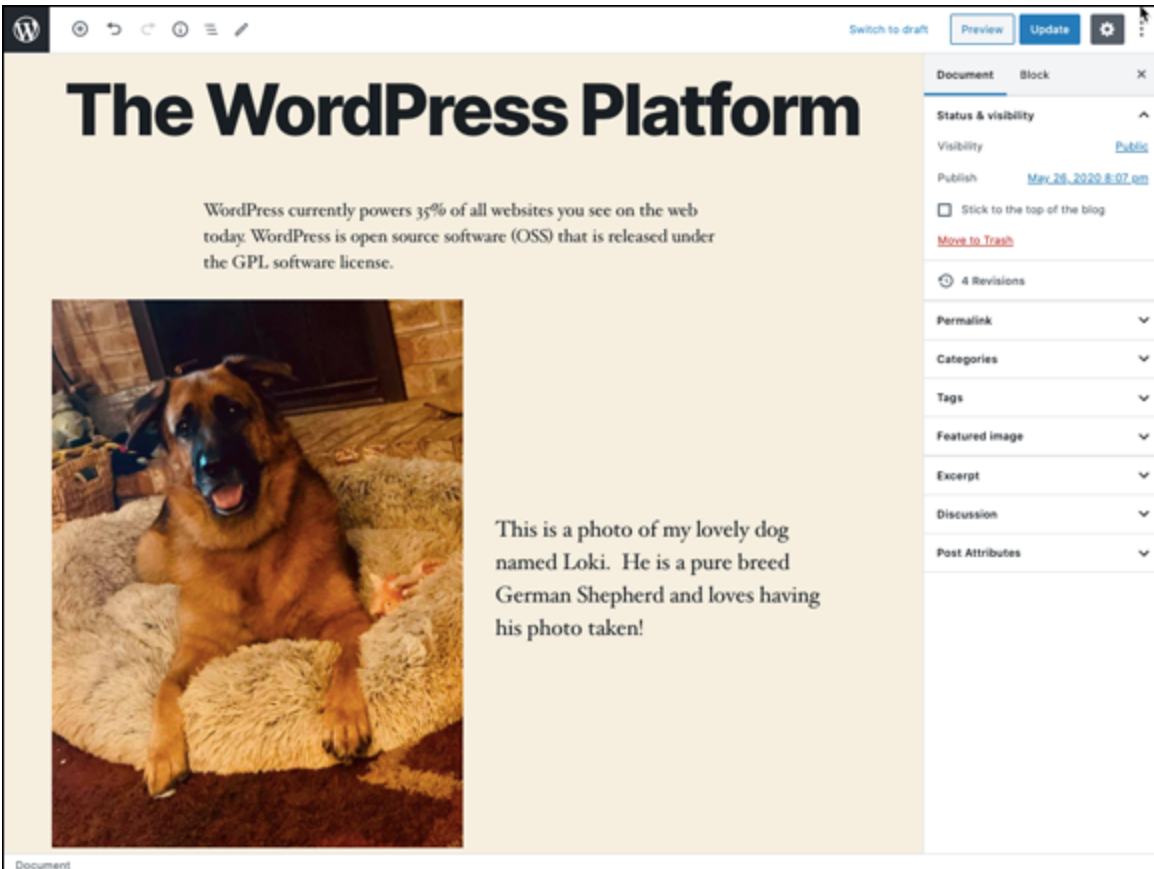 Switch to draft Preview Update
Document Block
The WordPress Platform
WordPress currently powers 35% of all websites you see on the web
today. WordPress is open source software (OSS) that is released under
the GPL software license.
This is a photo of my lovely dog
named Loki.  He is a pure breed
German Shepherd and loves having
his photo taken!
Status & visibility
Visibility Public
Publish May 26, 2020 8:07 pm
Stick to the top of the blog
Move to Trash
4 Revisions
Permalink
Categories
Tags
Featured image
Excerpt
Discussion
Post Attributes
Document